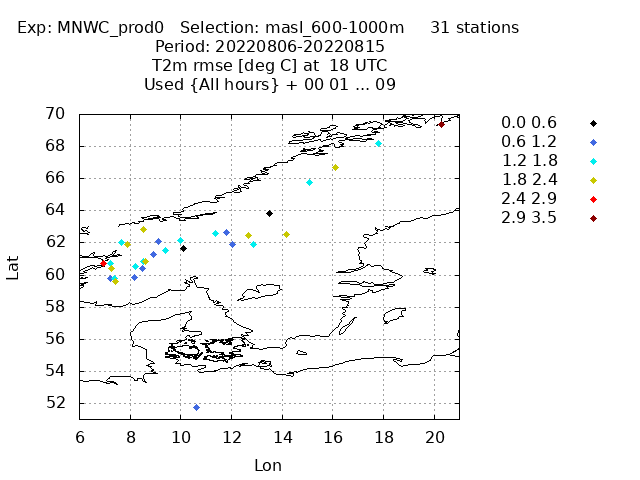 Exp: MNWC_prod0 Selection: masl_600-1000m 31 stations
Period: 20220806-20220815
T2m rmse [deg C] at 18 UTC
Used {All hours} + 00 01 ... 09
70
68
66
64
62
60
58
56
54
52
Lat
6 8 10 12 14 16 18 20
Lon
0.0 0.6
0.6 1.2
1.2 1.8
1.8 2.4
2.4 2.9
2.9 3.5